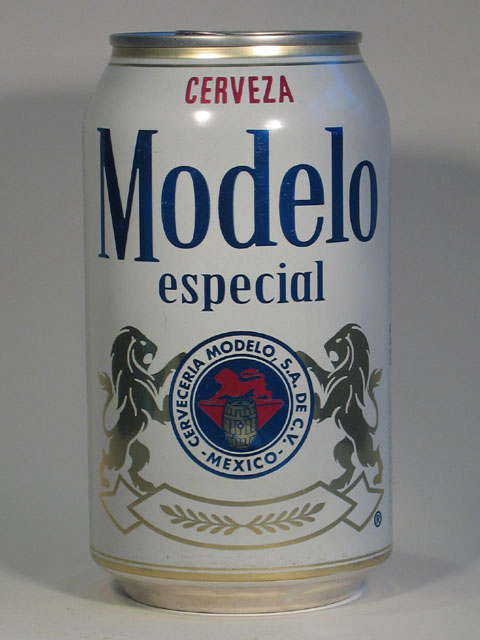 CERVEZA
Modelo
especial
CERVECERIA MODELO, S.A. DE C.V.
-MEXICO-
®